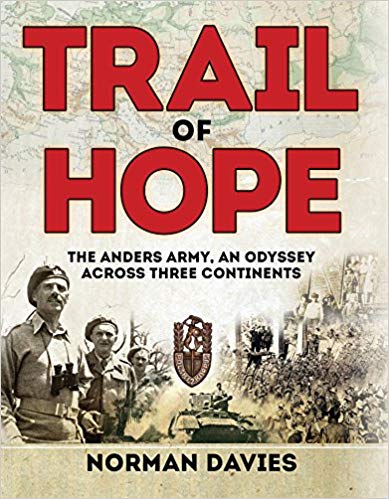 TRAIL
OF
HOPE
THE ANDERS ARMY, AN ODYSSEY
ACROSS THREE CONTINENTS
NORMAN DAVIES